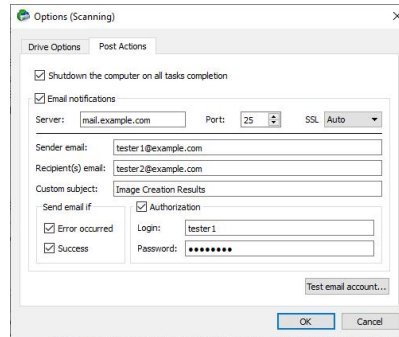 Options (Scanning)
Drive Options Post Actions
Shutdown the computer on all tasks completion
Email notifications
Server: mail.example.com Port: 25 SSL Auto
Sender email: tester1@example.com
Recipient(s) email: tester2@example.com
Custom subject: Image Creation Results
Send email if Authorization
Error occurred Login: tester1
Success Password: ●●●●●●●●
Test email account...
OK Cancel